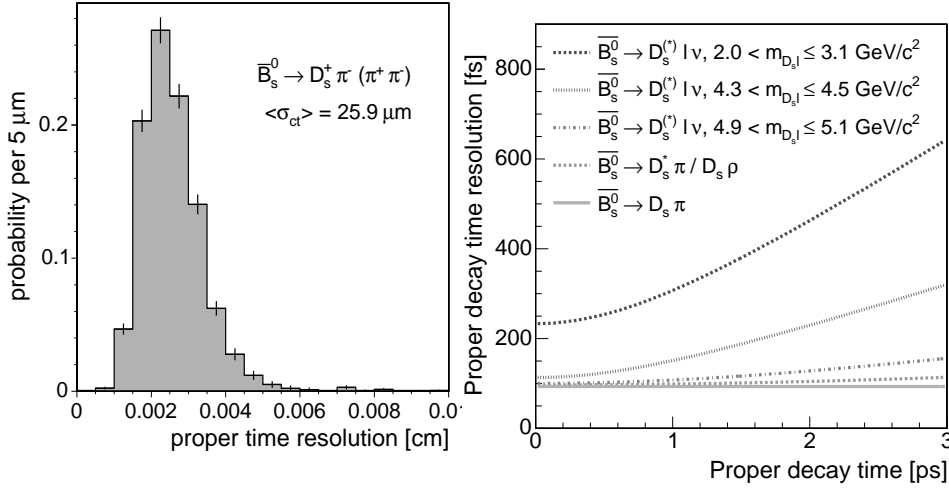 probability per 5 μm
0.2
0.1
0
B̅s⁰ → Ds⁺ π⁻ (π⁺ π⁻)
<σct> = 25.9 μm
0 0.002 0.004 0.006 0.008 0.01
proper time resolution [cm]
Proper decay time resolution [fs]
800
600
400
200
0
B̅s⁰ → Ds(*) l ν, 2.0 < mDsl ≤ 3.1 GeV/c²
B̅s⁰ → Ds(*) l ν, 4.3 < mDsl ≤ 4.5 GeV/c²
B̅s⁰ → Ds(*) l ν, 4.9 < mDsl ≤ 5.1 GeV/c²
B̅s⁰ → Ds* π / Ds ρ
B̅s⁰ → Ds π
0 1 2 3
Proper decay time [ps]